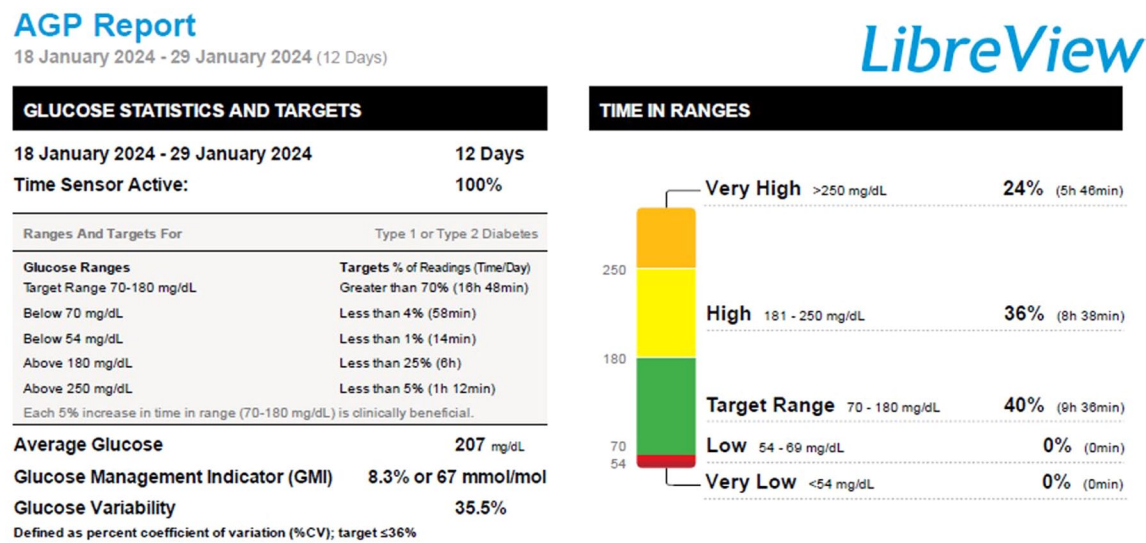 AGP Report
18 January 2024 - 29 January 2024 (12 Days)
LibreView
GLUCOSE STATISTICS AND TARGETS
18 January 2024 - 29 January 2024 12 Days
Time Sensor Active: 100%
Ranges And Targets For Type 1 or Type 2 Diabetes
Glucose Ranges Targets % of Readings (Time/Day)
Target Range 70-180 mg/dL Greater than 70% (16h 48min)
Below 70 mg/dL Less than 4% (58min)
Below 54 mg/dL Less than 1% (14min)
Above 180 mg/dL Less than 25% (6h)
Above 250 mg/dL Less than 5% (1h 12min)
Each 5% increase in time in range (70-180 mg/dL) is clinically beneficial.
Average Glucose 207 mg/dL
Glucose Management Indicator (GMI) 8.3% or 67 mmol/mol
Glucose Variability 35.5%
Defined as percent coefficient of variation (%CV); target ≤36%
TIME IN RANGES
Very High >250 mg/dL 24% (5h 46min)
250
High 181 - 250 mg/dL 36% (8h 38min)
180
Target Range 70 - 180 mg/dL 40% (9h 36min)
70
Low 54 - 69 mg/dL 0% (0min)
54
Very Low <54 mg/dL 0% (0min)